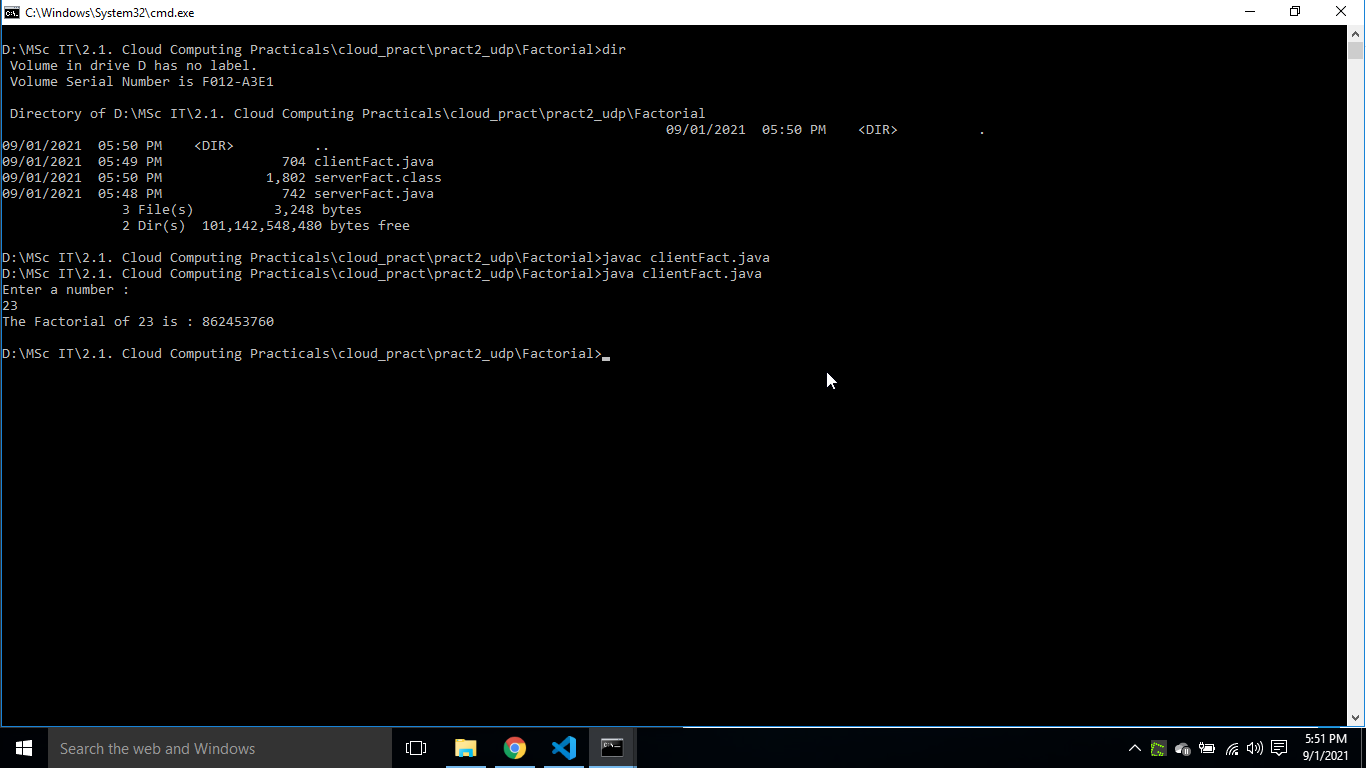 C:\Windows\System32\cmd.exe
D:\MSc IT\2.1. Cloud Computing Practicals\cloud_pract\pract2_udp\Factorial>dir
 Volume in drive D has no label.
 Volume Serial Number is F012-A3E1
 Directory of D:\MSc IT\2.1. Cloud Computing Practicals\cloud_pract\pract2_udp\Factorial
09/01/2021  05:50 PM    <DIR>          .
09/01/2021  05:50 PM    <DIR>          ..
09/01/2021  05:49 PM               704 clientFact.java
09/01/2021  05:50 PM             1,802 serverFact.class
09/01/2021  05:48 PM               742 serverFact.java
               3 File(s)          3,248 bytes
               2 Dir(s)  101,142,548,480 bytes free
D:\MSc IT\2.1. Cloud Computing Practicals\cloud_pract\pract2_udp\Factorial>javac clientFact.java
D:\MSc IT\2.1. Cloud Computing Practicals\cloud_pract\pract2_udp\Factorial>java clientFact.java
Enter a number :
23
The Factorial of 23 is : 862453760
D:\MSc IT\2.1. Cloud Computing Practicals\cloud_pract\pract2_udp\Factorial>
Search the web and Windows
5:51 PM
9/1/2021